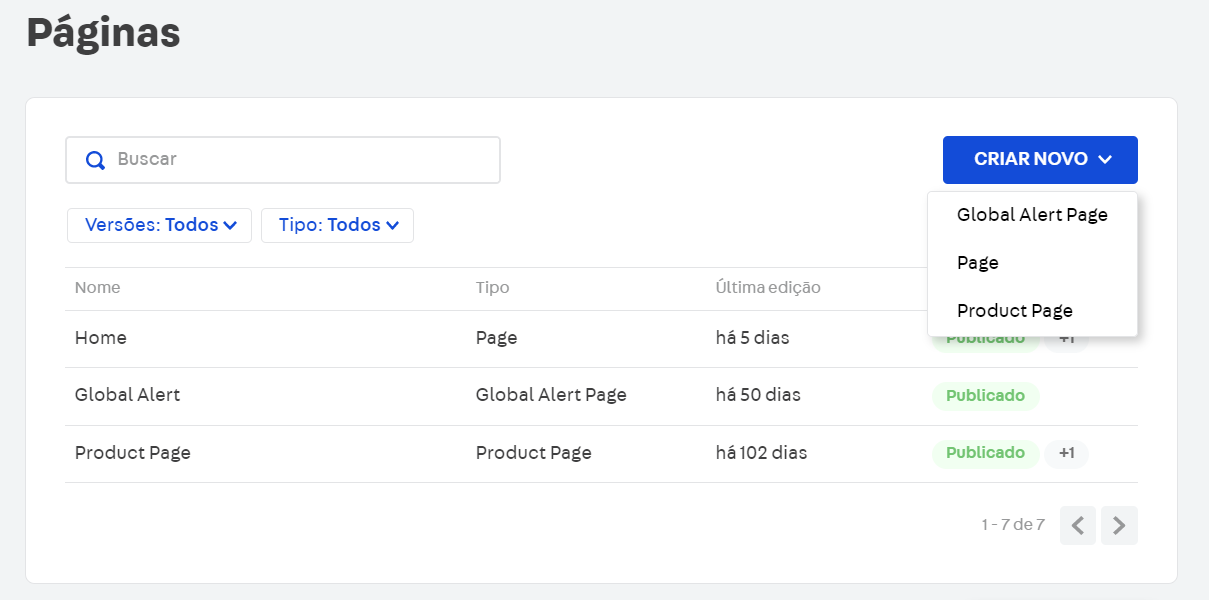 Páginas
Buscar
CRIAR NOVO
Global Alert Page
Page
Product Page
Versões: Todos
Tipo: Todos
Nome Tipo Última edição
Home Page há 5 dias Publicado +1
Global Alert Global Alert Page há 50 dias Publicado
Product Page Product Page há 102 dias Publicado +1
1 - 7 de 7